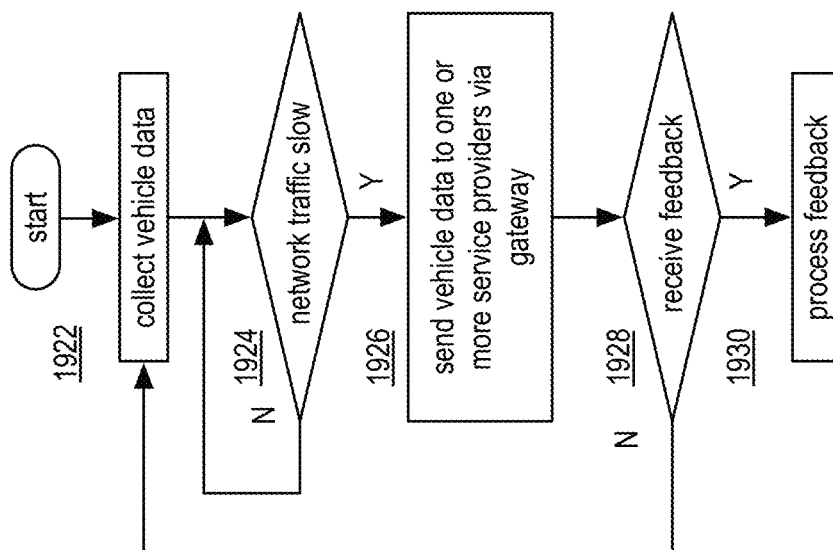 start
1922
collect vehicle data
1924
network traffic slow
N
Y
1926
send vehicle data to one or
more service providers via
gateway
1928
receive feedback
N
Y
1930
process feedback